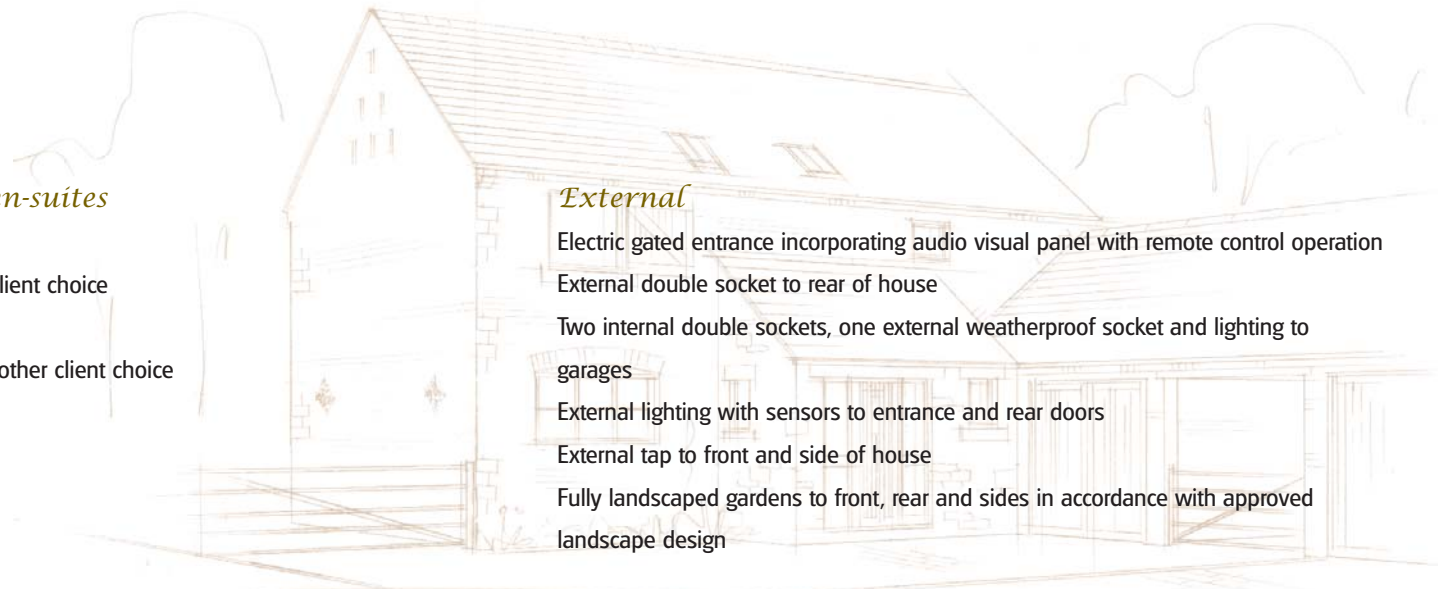 n-suites
lient choice
other client choice
External
Electric gated entrance incorporating audio visual panel with remote control operation
External double socket to rear of house
Two internal double sockets, one external weatherproof socket and lighting to
garages
External lighting with sensors to entrance and rear doors
External tap to front and side of house
Fully landscaped gardens to front, rear and sides in accordance with approved
landscape design